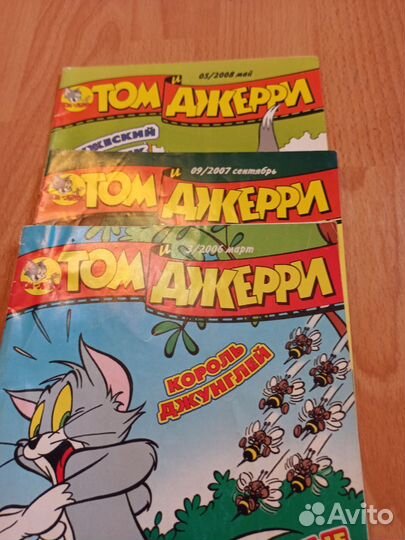 05/2008 май
ТОМ и ДЖЕРРИ
09/2007 сентябрь
ТОМ и ДЖЕРРИ
3/2006 март
ТОМ и ДЖЕРРИ
КОРОЛЬ
ДЖУНГЛЕЙ
Avito